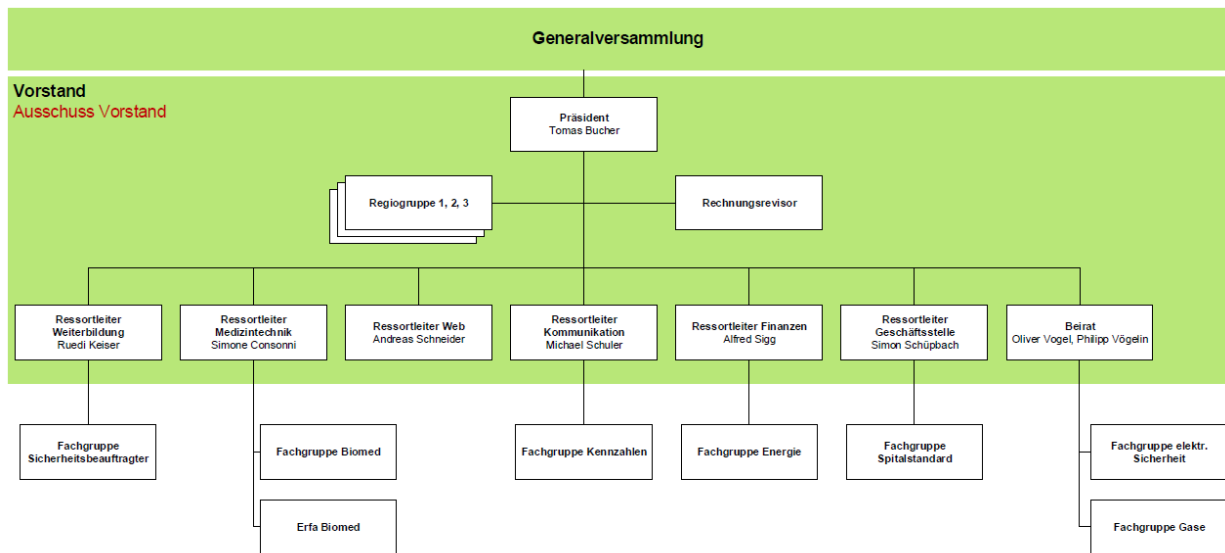 Generalversammlung
Vorstand
Ausschuss Vorstand
Präsident
Tomas Bucher
Regiogruppe 1, 2, 3
Rechnungsrevisor
Ressortleiter
Weiterbildung
Ruedi Keiser
Ressortleiter
Medizintechnik
Simone Consonni
Ressortleiter Web
Andreas Schneider
Ressortleiter
Kommunikation
Michael Schuler
Ressortleiter Finanzen
Alfred Sigg
Ressortleiter
Geschäftsstelle
Simon Schüpbach
Beirat
Oliver Vogel, Philipp Vögelin
Fachgruppe
Sicherheitsbeauftragter
Fachgruppe Biomed
Fachgruppe Kennzahlen
Fachgruppe Energie
Fachgruppe
Spitalstandard
Fachgruppe elektr.
Sicherheit
Erfa Biomed
Fachgruppe Gase